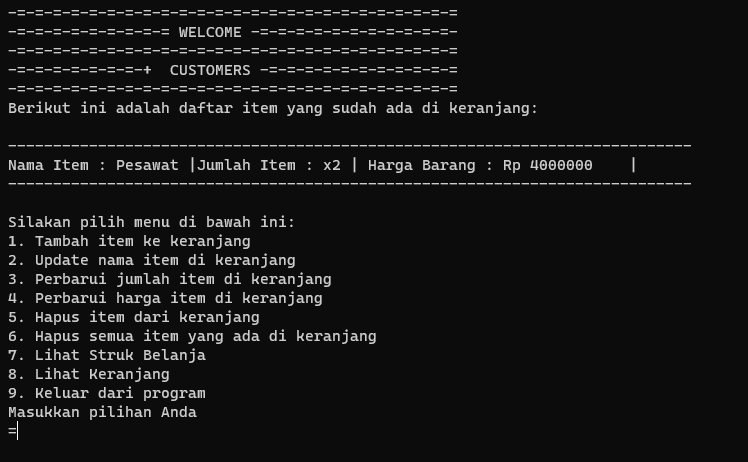 -=-=-=-=-=-=-=-=-=-=-=-=-=-=-=-=-=-=-=-=-=-=-=-=-=
-=-=-=-=-=-=-=-=-= WELCOME -=-=-=-=-=-=-=-=-=-=-=-
-=-=-=-=-=-=-=-=-=-=-=-=-=-=-=-=-=-=-=-=-=-=-=-=-=
-=-=-=-=-=-=-=-+  CUSTOMERS -=-=-=-=-=-=-=-=-=-=-=
-=-=-=-=-=-=-=-=-=-=-=-=-=-=-=-=-=-=-=-=-=-=-=-=-=
Berikut ini adalah daftar item yang sudah ada di keranjang:
----------------------------------------------------------------------------
Nama Item : Pesawat |Jumlah Item : x2 | Harga Barang : Rp 4000000    |
----------------------------------------------------------------------------
Silakan pilih menu di bawah ini:
1. Tambah item ke keranjang
2. Update nama item di keranjang
3. Perbarui jumlah item di keranjang
4. Perbarui harga item di keranjang
5. Hapus item dari keranjang
6. Hapus semua item yang ada di keranjang
7. Lihat Struk Belanja
8. Lihat Keranjang
9. Keluar dari program
Masukkan pilihan Anda
=